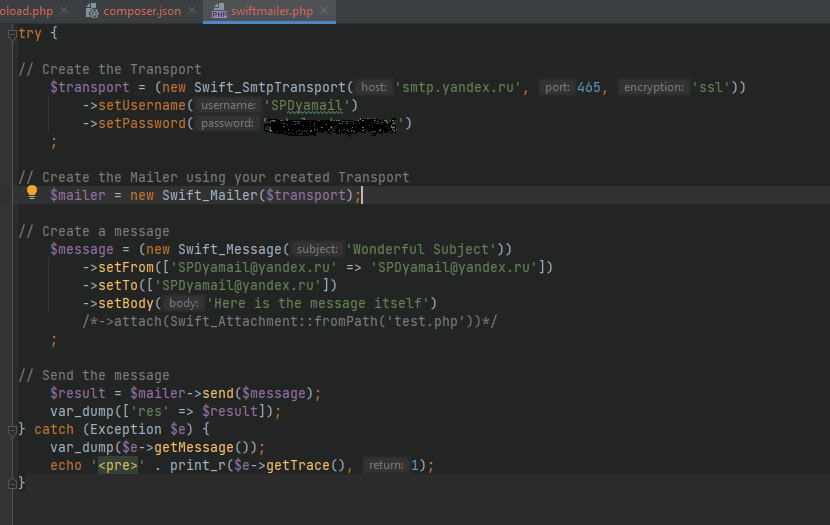 oload.php composer.json PHP swiftmailer.php
try {
// Create the Transport
$transport = (new Swift_SmtpTransport( host: 'smtp.yandex.ru', port: 465, encryption: 'ssl'))
->setUsername( username: 'SPDyamail')
->setPassword( password: ' ')
;
// Create the Mailer using your created Transport
$mailer = new Swift_Mailer($transport);
// Create a message
$message = (new Swift_Message( subject: 'Wonderful Subject'))
->setFrom(['SPDyamail@yandex.ru' => 'SPDyamail@yandex.ru'])
->setTo(['SPDyamail@yandex.ru'])
->setBody( body: 'Here is the message itself')
/*->attach(Swift_Attachment::fromPath('test.php'))*/
;
// Send the message
$result = $mailer->send($message);
var_dump(['res' => $result]);
} catch (Exception $e) {
var_dump($e->getMessage());
echo '<pre>' . print_r($e->getTrace(), return: 1);
}